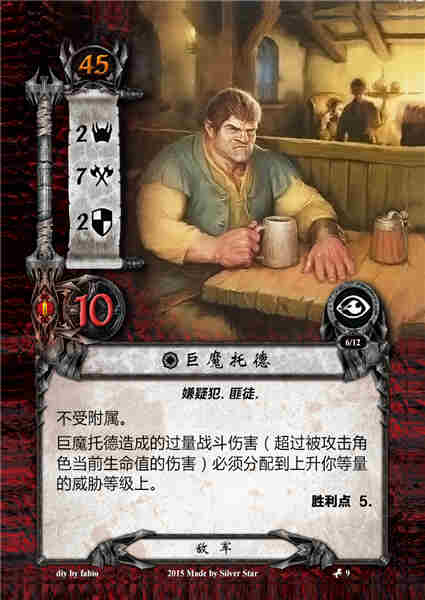 45
2
7
2
10
6/12
巨魔托德
嫌疑犯. 匪徒.
不受附属。
巨魔托德造成的过量战斗伤害（超过被攻击角
色当前生命值的伤害）必须分配到上升你等量
的威胁等级上。
胜利点 5.
敌军
diy by fabio
2015 Made by Silver Star
9